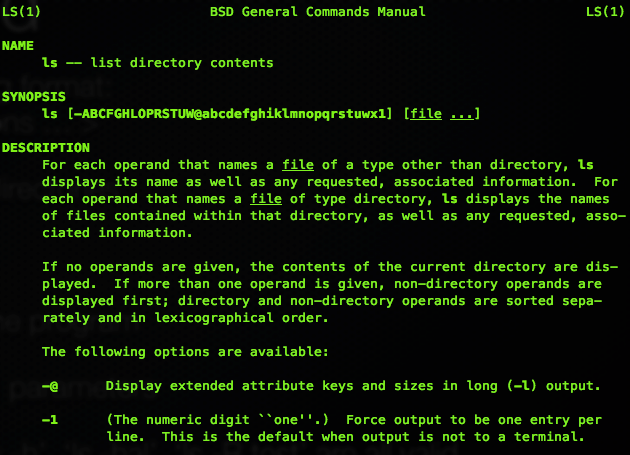 LS(1) BSD General Commands Manual LS(1)
NAME
ls -- list directory contents
SYNOPSIS
ls [-ABCFGHLOPRSTUW@abcdefghiklmnopqrstuwx1] [file ...]
DESCRIPTION
For each operand that names a file of a type other than directory, ls
displays its name as well as any requested, associated information. For
each operand that names a file of type directory, ls displays the names
of files contained within that directory, as well as any requested, asso-
ciated information.
If no operands are given, the contents of the current directory are dis-
played. If more than one operand is given, non-directory operands are
displayed first; directory and non-directory operands are sorted sepa-
rately and in lexicographical order.
The following options are available:
-@ Display extended attribute keys and sizes in long (-l) output.
-1 (The numeric digit ``one''.) Force output to be one entry per
line. This is the default when output is not to a terminal.